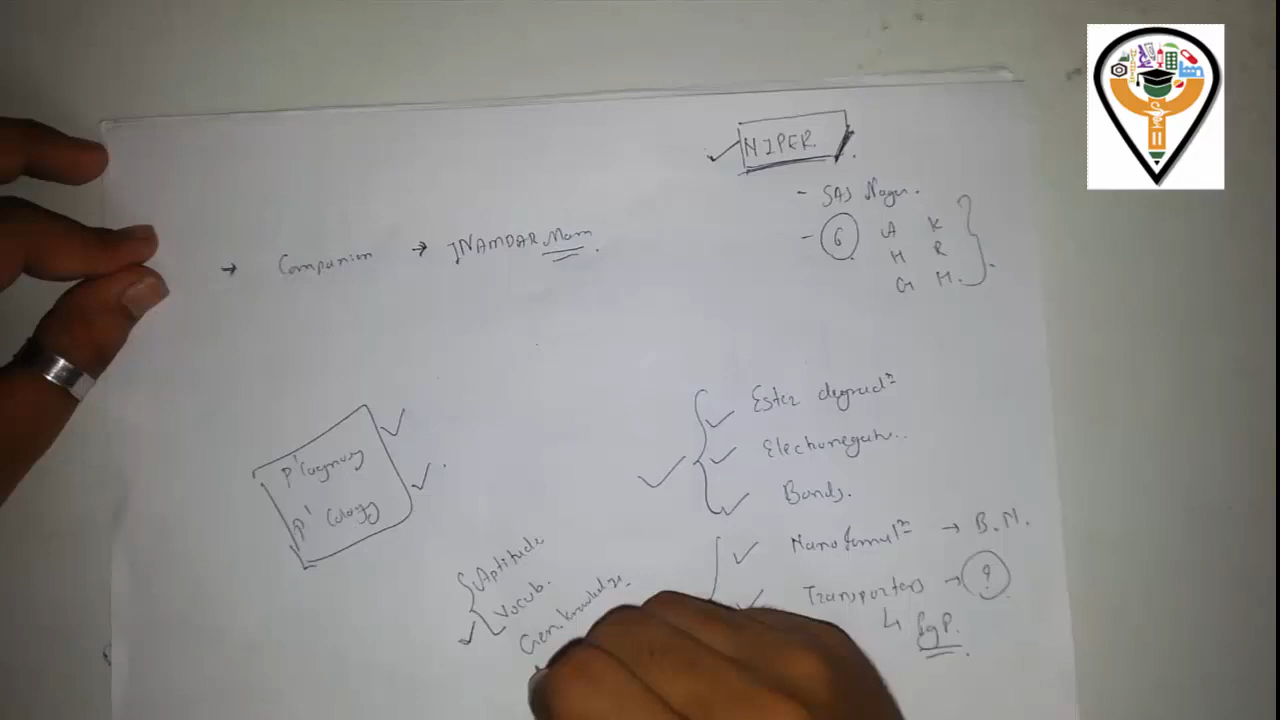 NIPER.
- SAS Nagar.
- 6 A K
H R
G H.
→ Companion → INAMDAR Mam
Ester degradⁿ
Electronegativ..
Bonds.
P'cognosy
P'cology
Nanoformulⁿ → B.N.
Transporters → ?
↳ PgP.
Aptitude
Vocub.
Gen. knowledge.